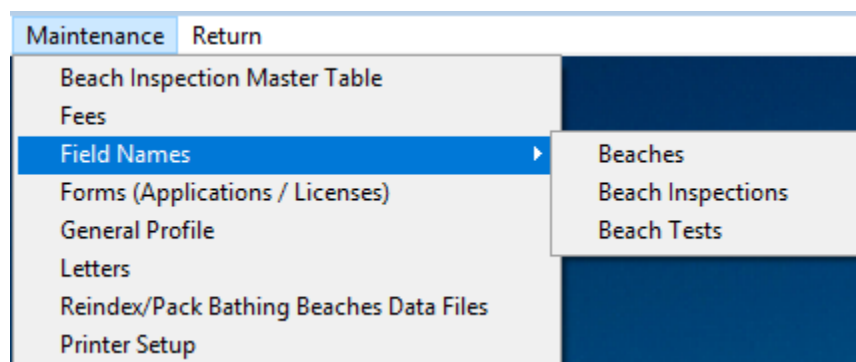 Maintenance Return
Beach Inspection Master Table
Fees
Field Names
Beaches
Forms (Applications / Licenses)
Beach Inspections
General Profile
Beach Tests
Letters
Reindex/Pack Bathing Beaches Data Files
Printer Setup